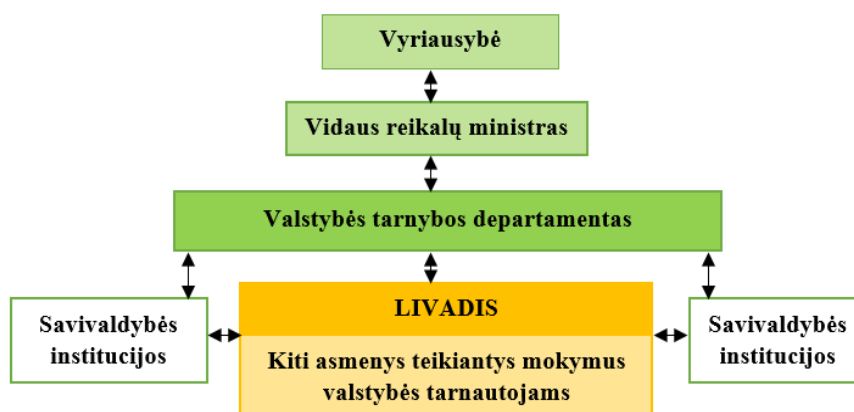 Vyriausybė
Vidaus reikalų ministras
Valstybės tarnybos departamentas
LIVADIS
Savivaldybės
institucijos
Kiti asmenys teikiantys mokymus
valstybės tarnautojams
Savivaldybės
institucijos